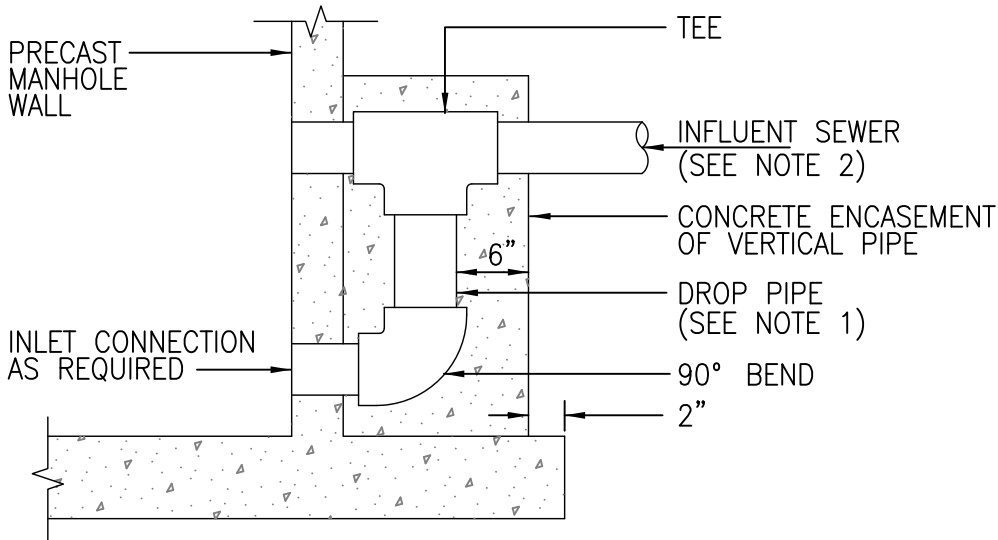 TEE
PRECAST
MANHOLE
WALL
INFLUENT SEWER
(SEE NOTE 2)
CONCRETE ENCASEMENT
OF VERTICAL PIPE
6"
DROP PIPE
(SEE NOTE 1)
INLET CONNECTION
AS REQUIRED
90° BEND
2"